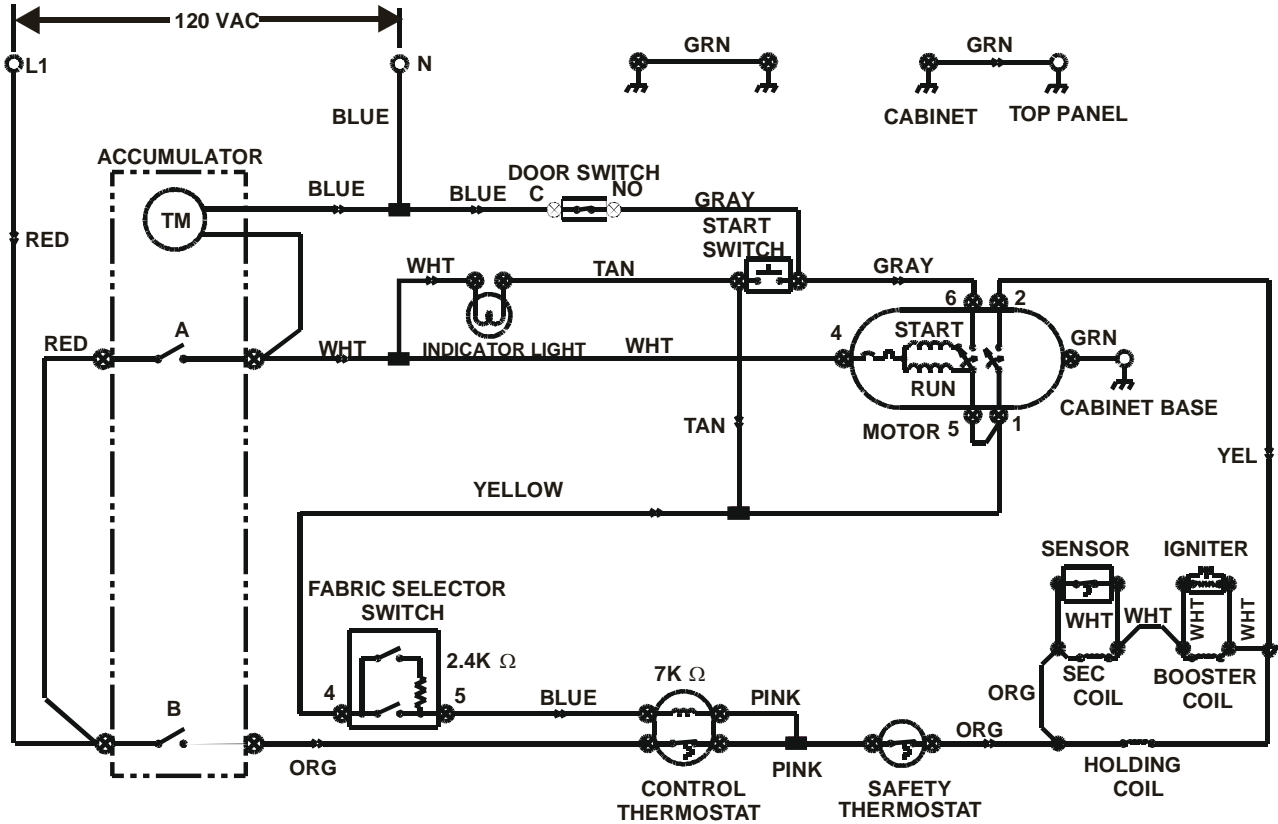 120 VAC
L1
N
GRN
GRN
CABINET
TOP PANEL
BLUE
ACCUMULATOR
TM
BLUE
BLUE
DOOR SWITCH
C
NO
GRAY
START
SWITCH
RED
WHT
TAN
GRAY
6
2
RED
A
WHT
INDICATOR LIGHT
WHT
4
START
RUN
GRN
CABINET BASE
MOTOR
5
1
TAN
YEL
YELLOW
SENSOR
IGNITER
FABRIC SELECTOR
SWITCH
2.4K Ω
WHT
WHT
WHT
WHT
4
5
7K Ω
SEC
COIL
BOOSTER
COIL
BLUE
PINK
ORG
B
ORG
ORG
PINK
CONTROL
THERMOSTAT
SAFETY
THERMOSTAT
HOLDING
COIL